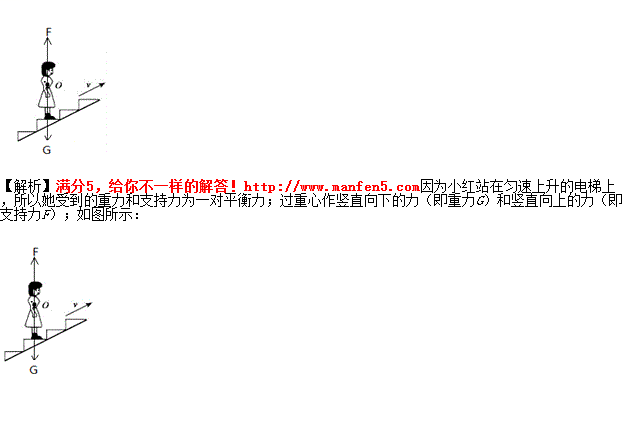 F
O
v
G
【解析】满分5，给你不一样的解答！http://www.manfen5.com因为小红站在匀速上升的电梯上
，所以她受到的重力和支持力为一对平衡力；过重心作竖直向下的力（即重力G）和竖直向上的力（即
支持力F）；如图所示：
F
O
v
G